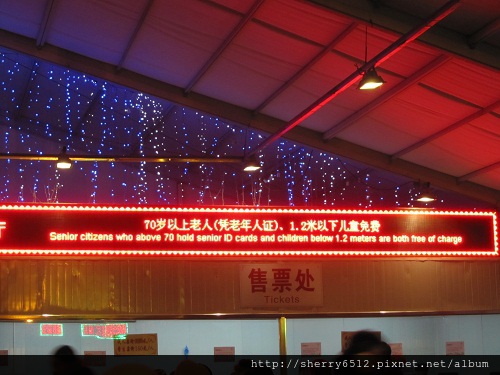 70岁以上老人(凭老年人证)、1.2米以下儿童免费
Senior citizens who above 70 hold senior ID cards and children below 1.2 meters are both free of charge
售票处
Tickets
http://sherry6512.pixnet.net/album